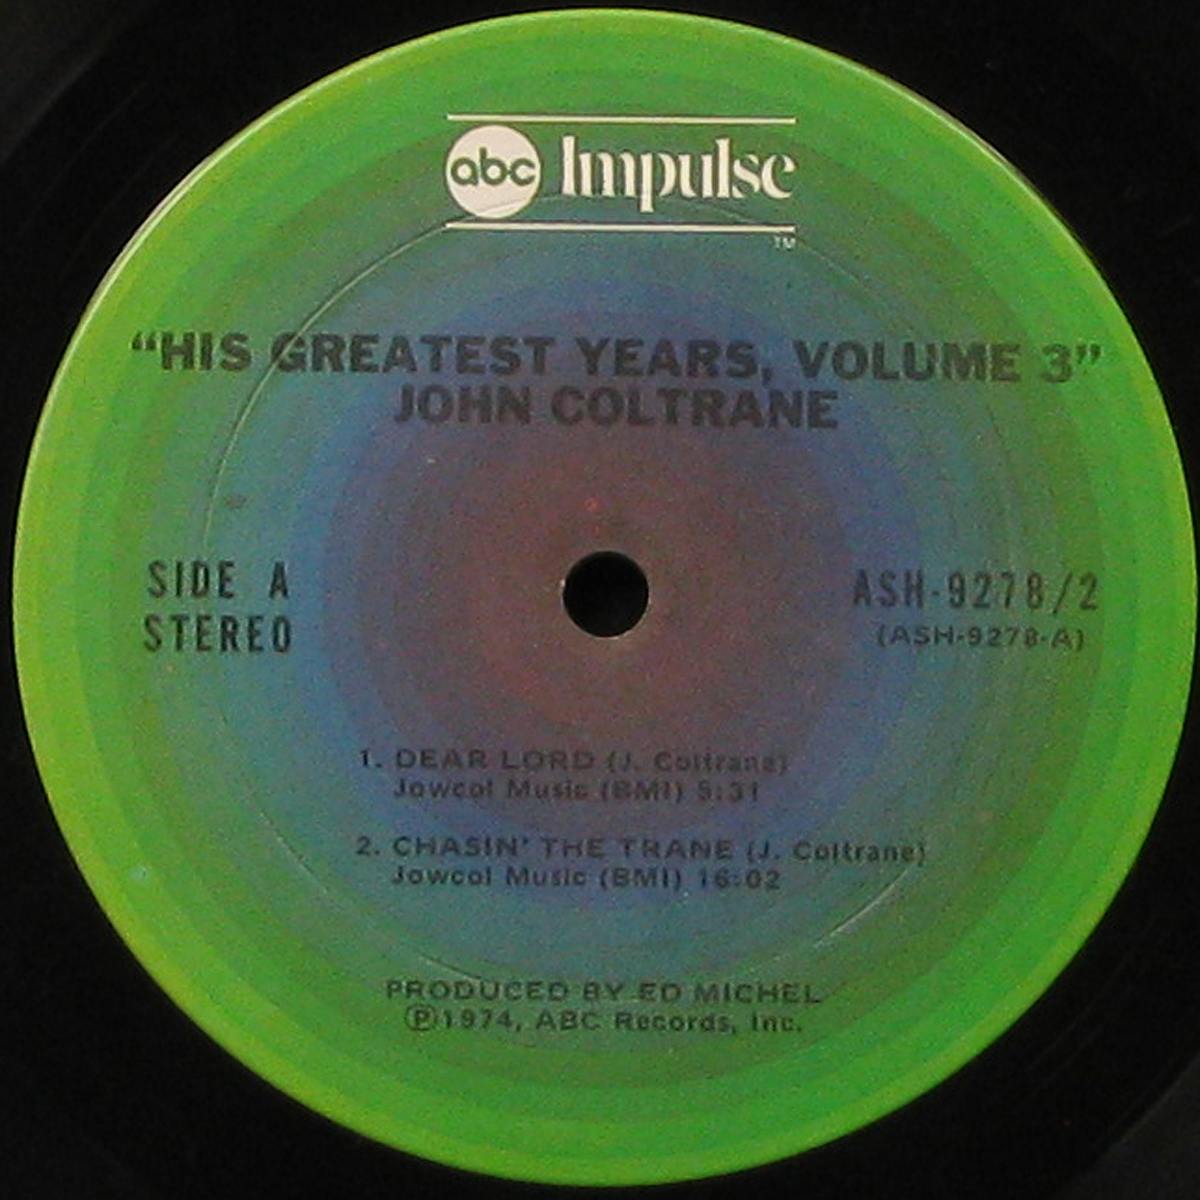 abc Impulse
TM
“HIS GREATEST YEARS, VOLUME 3”
JOHN COLTRANE
SIDE A
STEREO
ASH-9278/2
(ASH-9278-A)
1. DEAR LORD (J. Coltrane)
Jowcol Music (BMI) 5:31
2. CHASIN’ THE TRANE (J. Coltrane)
Jowcol Music (BMI) 16:02
PRODUCED BY ED MICHEL
Ⓟ1974, ABC Records, Inc.